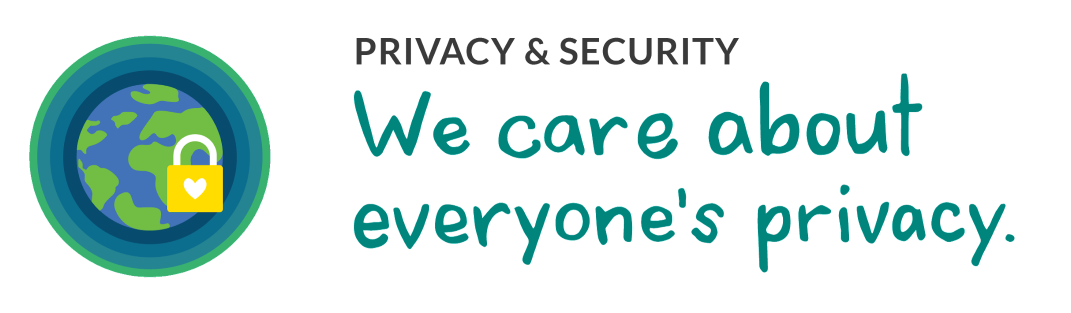 PRIVACY & SECURITY
We care about
everyone's privacy.